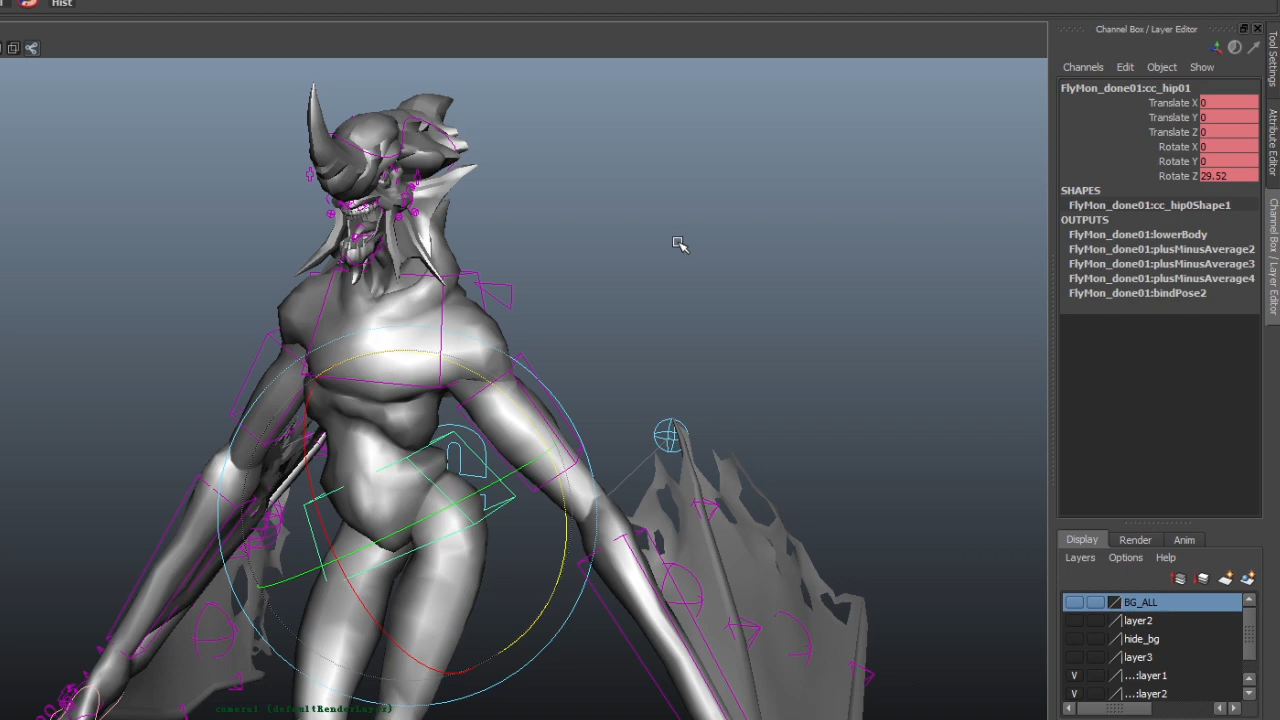 Hist
Channel Box / Layer Editor
Channels Edit Object Show
FlyMon_done01:cc_hip01
Translate X 0
Translate Y 0
Translate Z 0
Rotate X 0
Rotate Y 0
Rotate Z 29.52
SHAPES
FlyMon_done01:cc_hip0Shape1
OUTPUTS
FlyMon_done01:lowerBody
FlyMon_done01:plusMinusAverage2
FlyMon_done01:plusMinusAverage3
FlyMon_done01:plusMinusAverage4
FlyMon_done01:bindPose2
Tool Settings
Attribute Editor
Channel Box / Layer Editor
Display Render Anim
Layers Options Help
BG_ALL
layer2
hide_bg
layer3
V ...:layer1
V ...:layer2
camera1 (defaultRenderLayer)